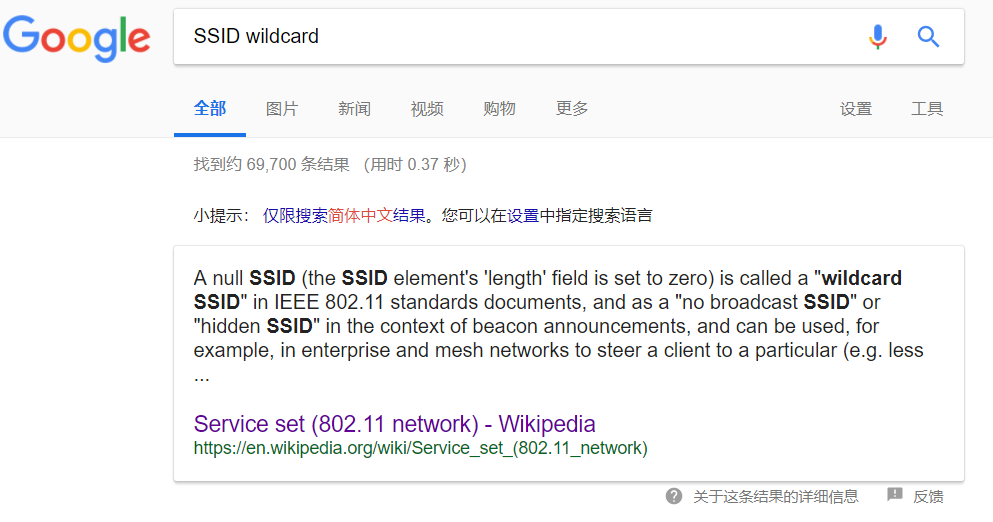 Google
SSID wildcard
全部 图片 新闻 视频 购物 更多 设置 工具
找到约 69,700 条结果 （用时 0.37 秒）
小提示： 仅限搜索简体中文结果。您可以在设置中指定搜索语言
A null SSID (the SSID element's 'length' field is set to zero) is called a "wildcard
SSID" in IEEE 802.11 standards documents, and as a "no broadcast SSID" or
"hidden SSID" in the context of beacon announcements, and can be used, for
example, in enterprise and mesh networks to steer a client to a particular (e.g. less
...
Service set (802.11 network) - Wikipedia
https://en.wikipedia.org/wiki/Service_set_(802.11_network)
关于这条结果的详细信息 反馈